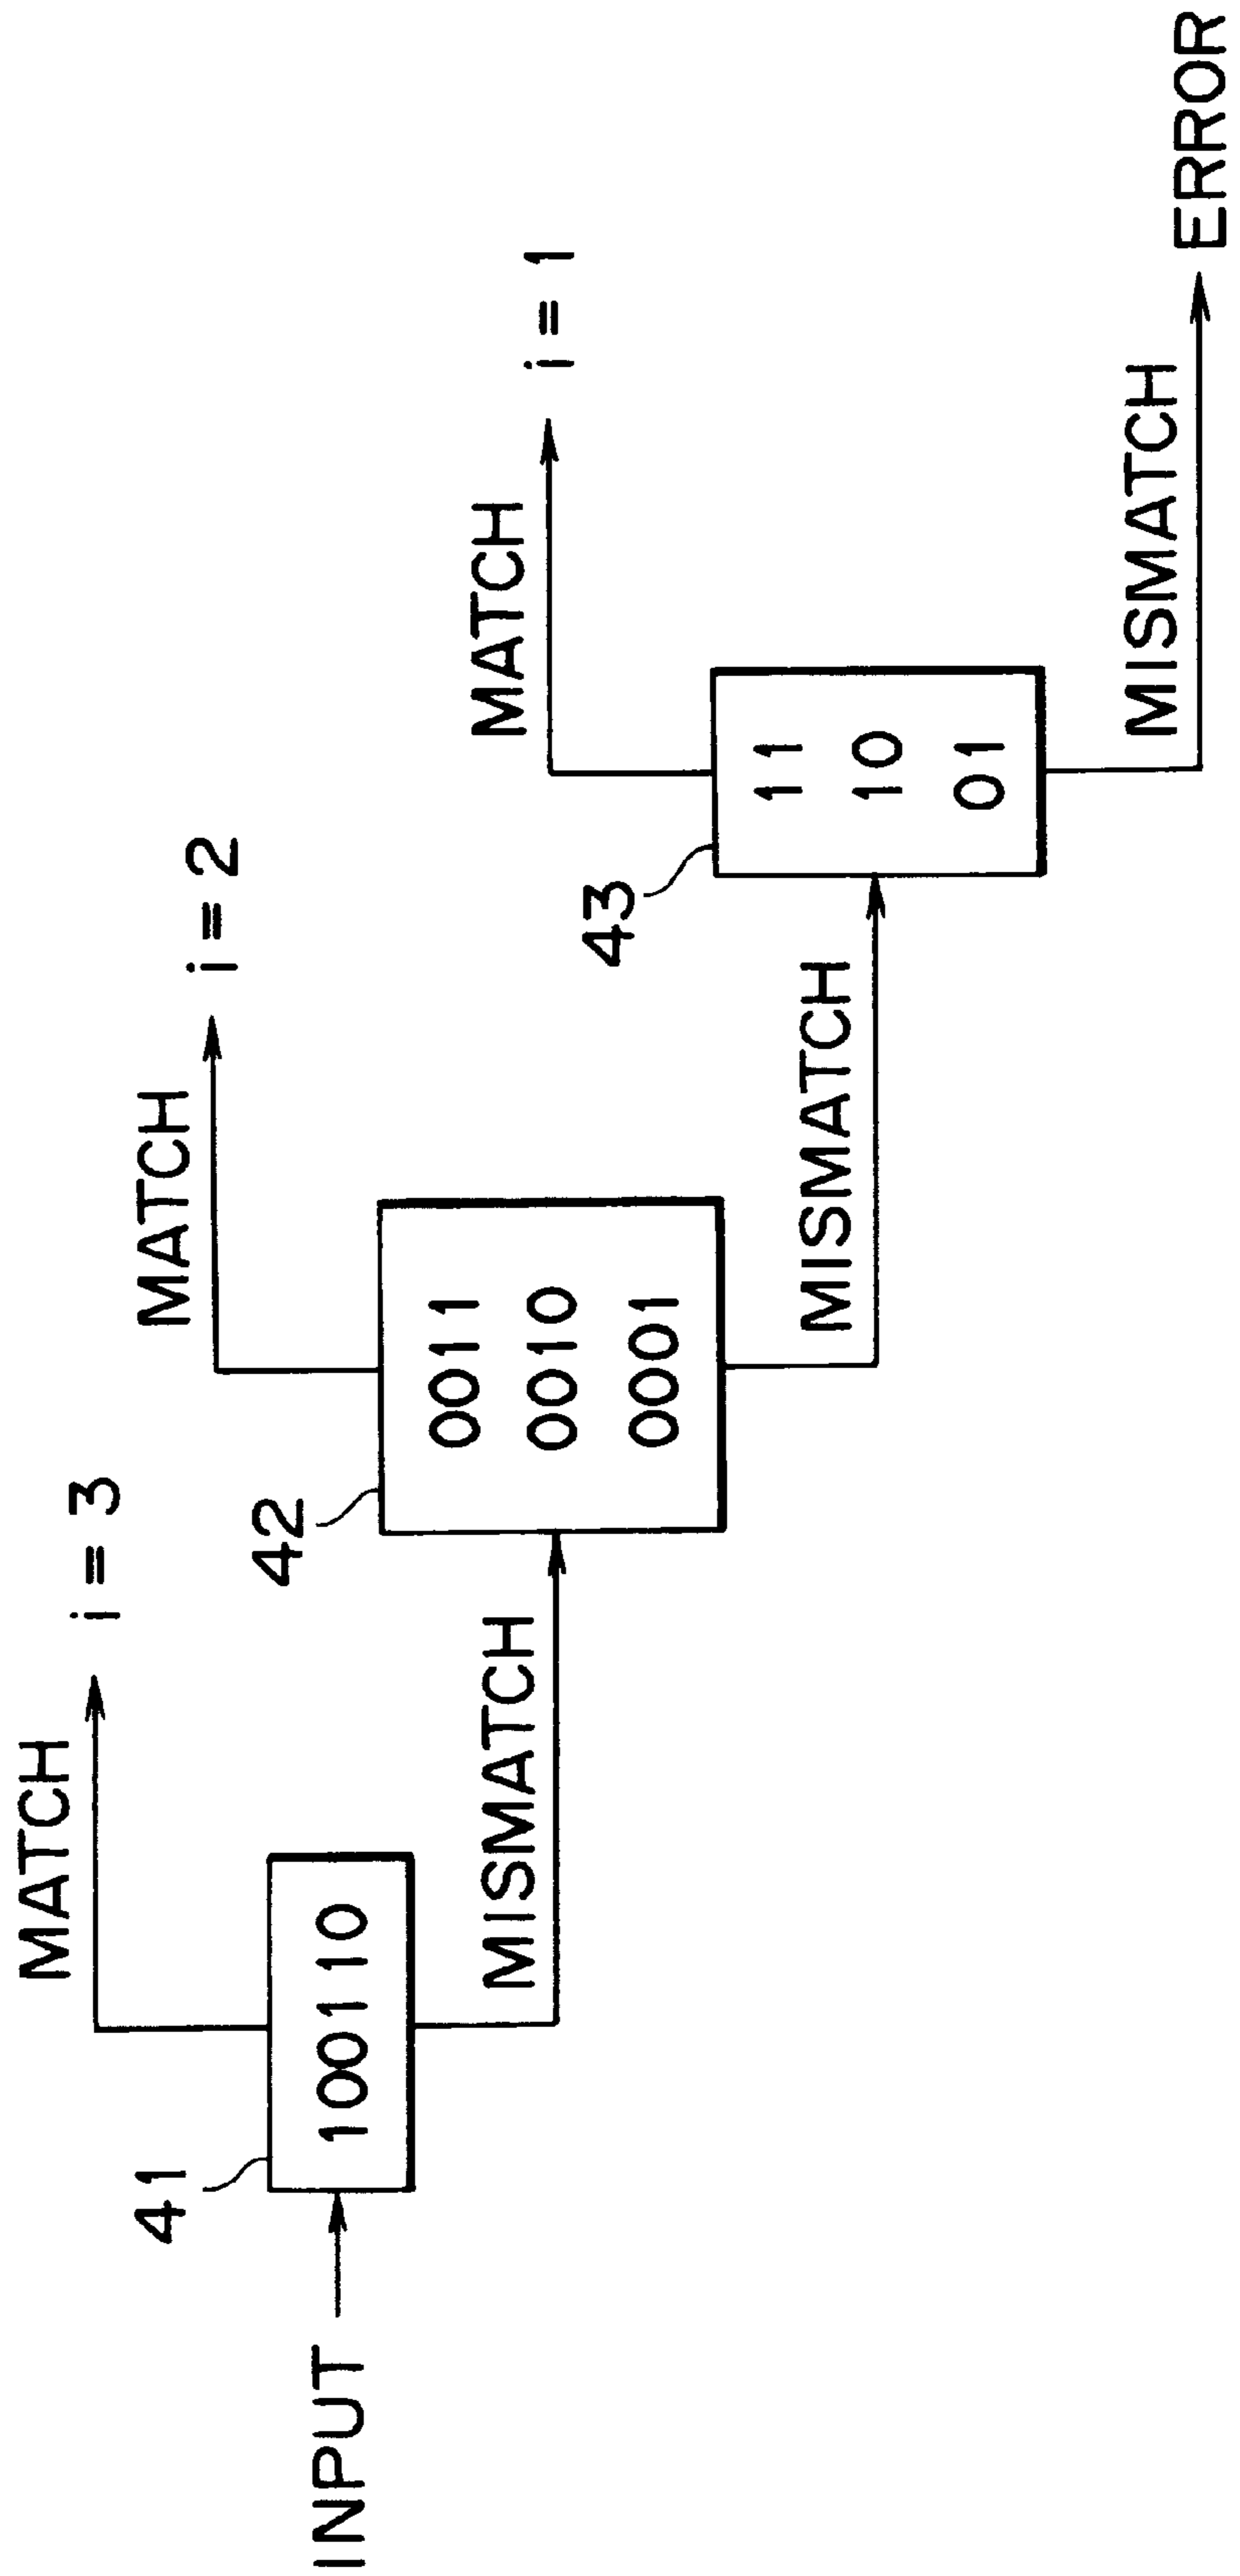 INPUT
41
100110
MATCH
i = 3
MISMATCH
42
0011
0010
0001
MATCH
i = 2
MISMATCH
43
11
10
01
MATCH
i = 1
MISMATCH
ERROR